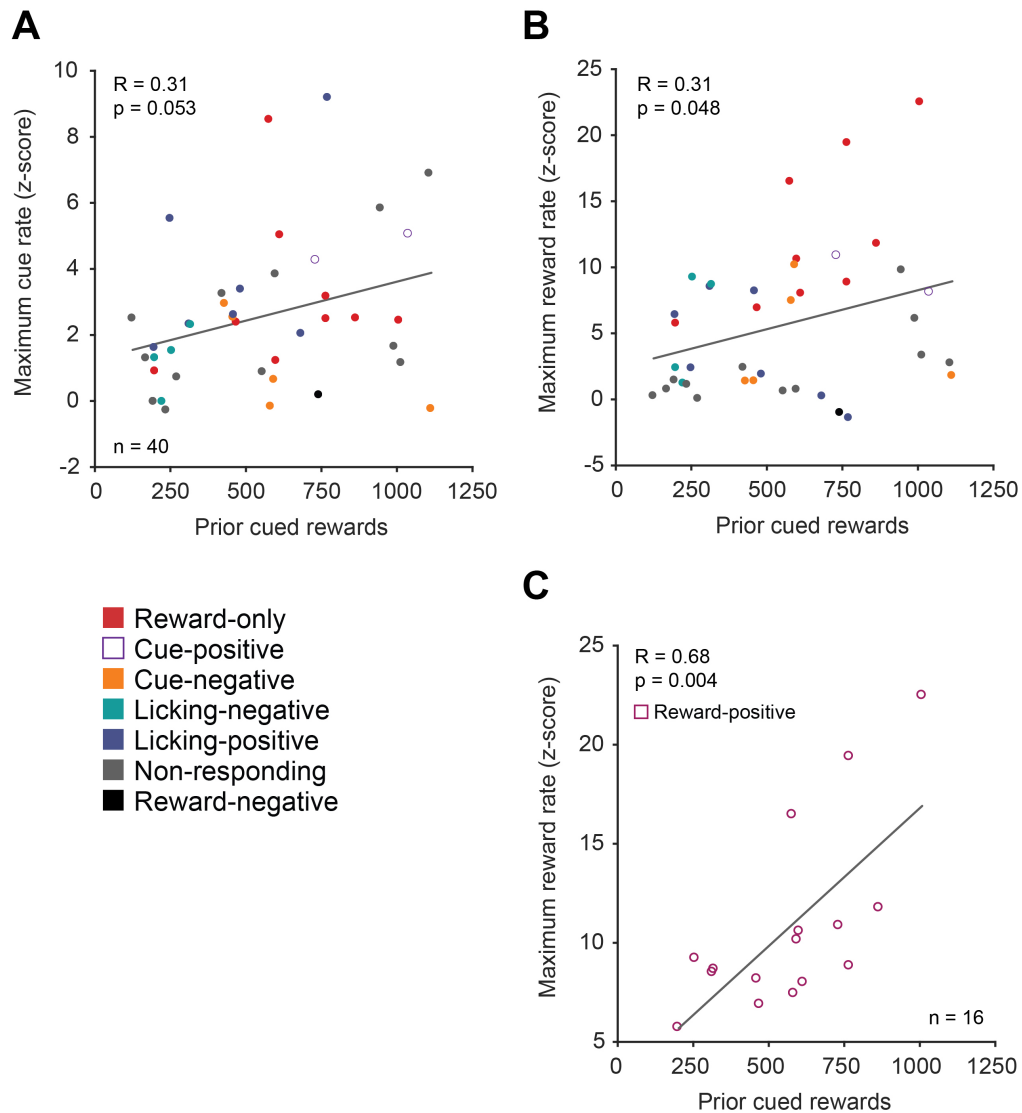 A
R = 0.31
p = 0.053
Maximum cue rate (z-score)
10
8
6
4
2
0
-2
n = 40
0 250 500 750 1000 1250
Prior cued rewards
B
R = 0.31
p = 0.048
Maximum reward rate (z-score)
25
20
15
10
5
0
-5
0 250 500 750 1000 1250
Prior cued rewards
Reward-only
Cue-positive
Cue-negative
Licking-negative
Licking-positive
Non-responding
Reward-negative
C
R = 0.68
p = 0.004
Reward-positive
Maximum reward rate (z-score)
25
20
15
10
5
n = 16
0 250 500 750 1000 1250
Prior cued rewards